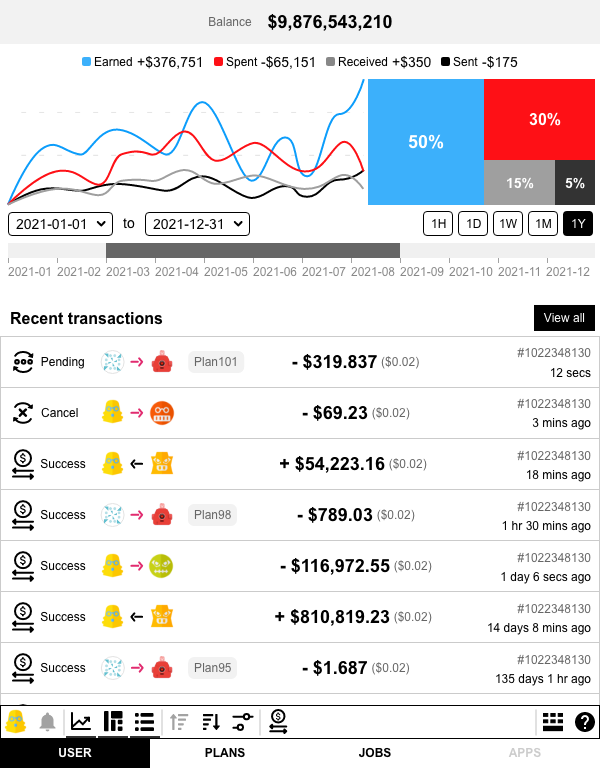 Balance $9,876,543,210
Earned +$376,751 Spent -$65,151 Received +$350 Sent -$175
50%
30%
15%
5%
2021-01-01 to 2021-12-31 1H 1D 1W 1M 1Y
2021-01 2021-02 2021-03 2021-04 2021-05 2021-06 2021-07 2021-08 2021-09 2021-10 2021-11 2021-12
Recent transactions View all
Pending Plan101 - $319.837 ($0.02) #1022348130
12 secs
Cancel - $69.23 ($0.02) #1022348130
3 mins ago
Success + $54,223.16 ($0.02) #1022348130
18 mins ago
Success Plan98 - $789.03 ($0.02) #1022348130
1 hr 30 mins ago
Success - $116,972.55 ($0.02) #1022348130
1 day 6 secs ago
Success + $810,819.23 ($0.02) #1022348130
14 days 8 mins ago
Success Plan95 - $1.687 ($0.02) #1022348130
135 days 1 hr ago
USER PLANS JOBS APPS